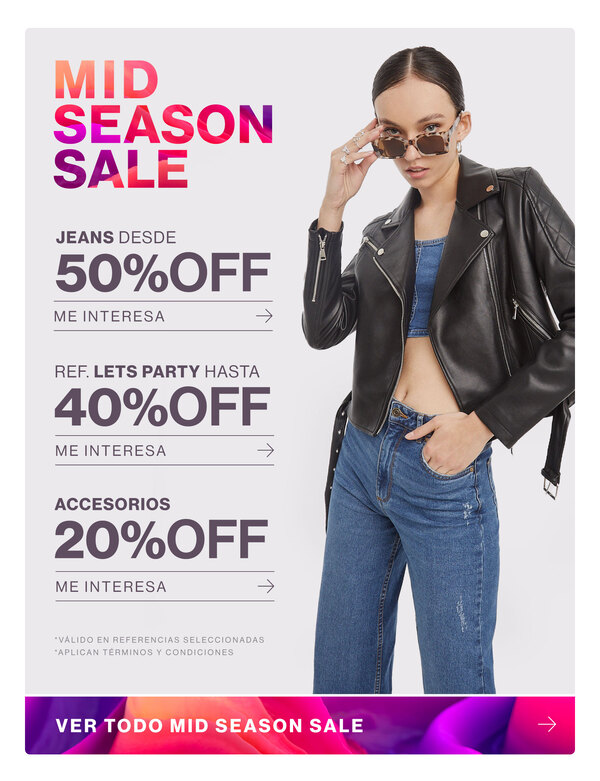 MID
SEASON
SALE
JEANS DESDE
50%OFF
ME INTERESA
REF. LETS PARTY HASTA
40%OFF
ME INTERESA
ACCESORIOS
20%OFF
ME INTERESA
*VÁLIDO EN REFERENCIAS SELECCIONADAS
*APLICAN TÉRMINOS Y CONDICIONES
VER TODO MID SEASON SALE